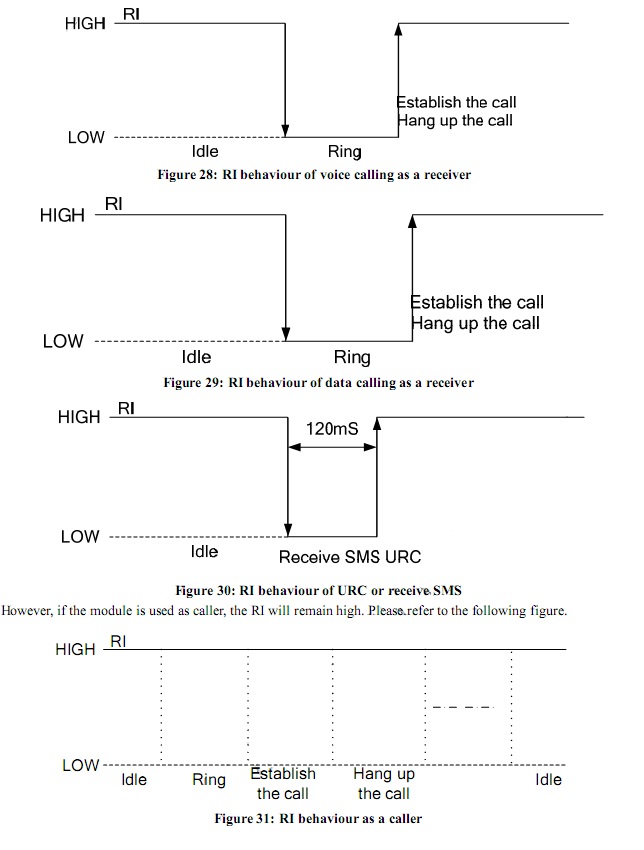 RI
HIGH
Establish the call
Hang up the call
LOW
Idle Ring
Figure 28: RI behaviour of voice calling as a receiver
RI
HIGH
Establish the call
Hang up the call
LOW
Idle Ring
Figure 29: RI behaviour of data calling as a receiver
RI
HIGH
120mS
LOW
Idle
Receive SMS URC
Figure 30: RI behaviour of URC or receive SMS
However, if the module is used as caller, the RI will remain high. Please refer to the following figure.
RI
HIGH
LOW
Idle Ring Establish the call Hang up the call Idle
Figure 31: RI behaviour as a caller